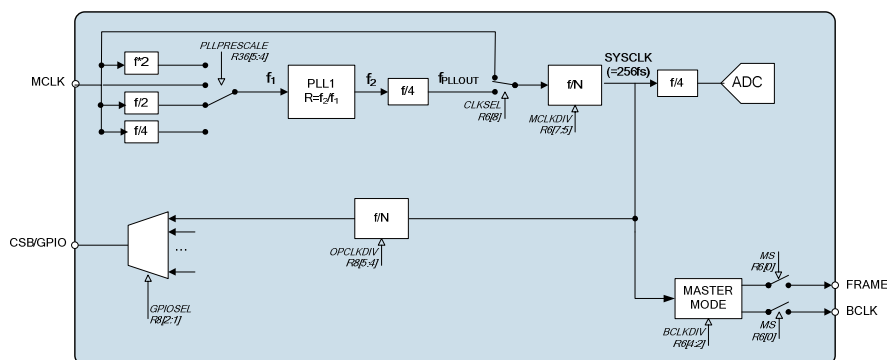 PLLPRESCALE
R36[5:4]
f*2
MCLK
f/2
f/4
f1
PLL1
R=f2/f1
f2
f/4
fPLLOUT
CLKSEL
R6[8]
f/N
MCLKDIV
R6[7:5]
SYSCLK
(=256fs)
f/4
ADC
CSB/GPIO
...
GPIOSEL
R8[2:1]
f/N
OPCLKDIV
R8[5:4]
MASTER
MODE
BCLKDIV
R6[4:2]
MS
R6[0]
FRAME
BCLK
MS
R6[0]